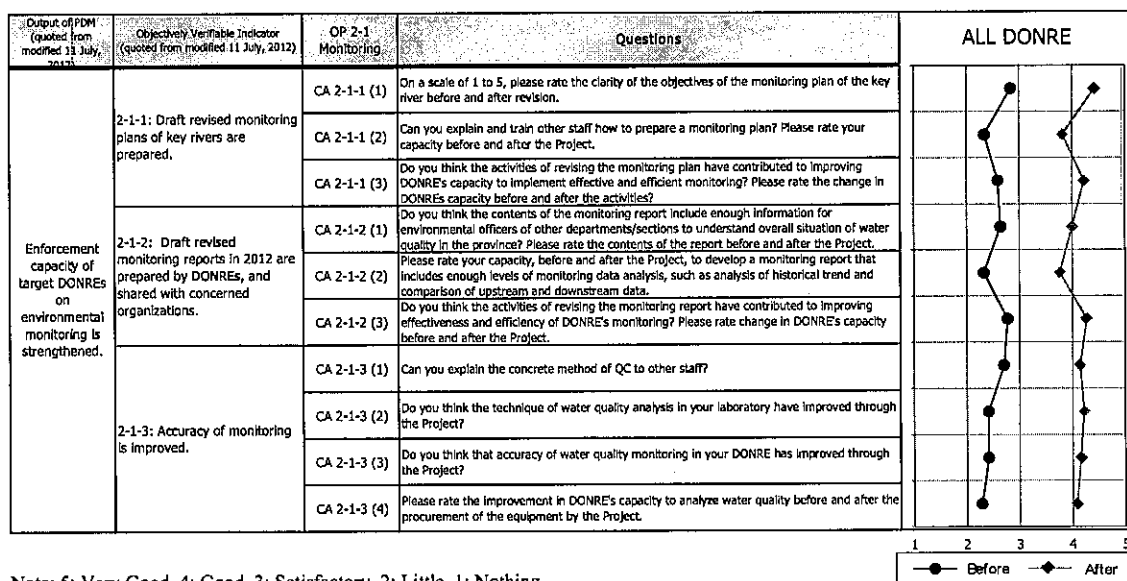 Output of PDM
(quoted from
modified 11 July,
2012)
Objectively Verifiable Indicator
(quoted from modified 11 July, 2012)
OP 2-1
Monitoring
Questions
ALL DONRE
Enforcement
capacity of
target DONREs
on
environmental
monitoring is
strengthened.
2-1-1: Draft revised monitoring
plans of key rivers are
prepared.
CA 2-1-1 (1)
On a scale of 1 to 5, please rate the clarity of the objectives of the monitoring plan of the key
river before and after revision.
CA 2-1-1 (2)
Can you explain and train other staff how to prepare a monitoring plan? Please rate your
capacity before and after the Project.
CA 2-1-1 (3)
Do you think the activities of revising the monitoring plan have contributed to improving
DONRE's capacity to implement effective and efficient monitoring? Please rate the change in
DONREs capacity before and after the activities?
2-1-2: Draft revised
monitoring reports in 2012 are
prepared by DONREs, and
shared with concerned
organizations.
CA 2-1-2 (1)
Do you think the contents of the monitoring report include enough information for
environmental officers of other departments/sections to understand overall situation of water
quality in the province? Please rate the contents of the report before and after the Project.
CA 2-1-2 (2)
Please rate your capacity, before and after the Project, to develop a monitoring report that
includes enough levels of monitoring data analysis, such as analysis of historical trend and
comparison of upstream and downstream data.
CA 2-1-2 (3)
Do you think the activities of revising the monitoring report have contributed to improving
effectiveness and efficiency of DONRE's monitoring? Please rate change in DONRE's capacity
before and after the Project.
2-1-3: Accuracy of monitoring
is improved.
CA 2-1-3 (1)
Can you explain the concrete method of QC to other staff?
CA 2-1-3 (2)
Do you think the technique of water quality analysis in your laboratory have improved through
the Project?
CA 2-1-3 (3)
Do you think that accuracy of water quality monitoring in your DONRE has improved through
the Project?
CA 2-1-3 (4)
Please rate the improvement in DONRE's capacity to analyze water quality before and after the
procurement of the equipment by the Project.
1 2 3 4 5
Before After
Note: 5: Very Good, 4: Good, 3: Satisfactory, 2: Little, 1: Nothing